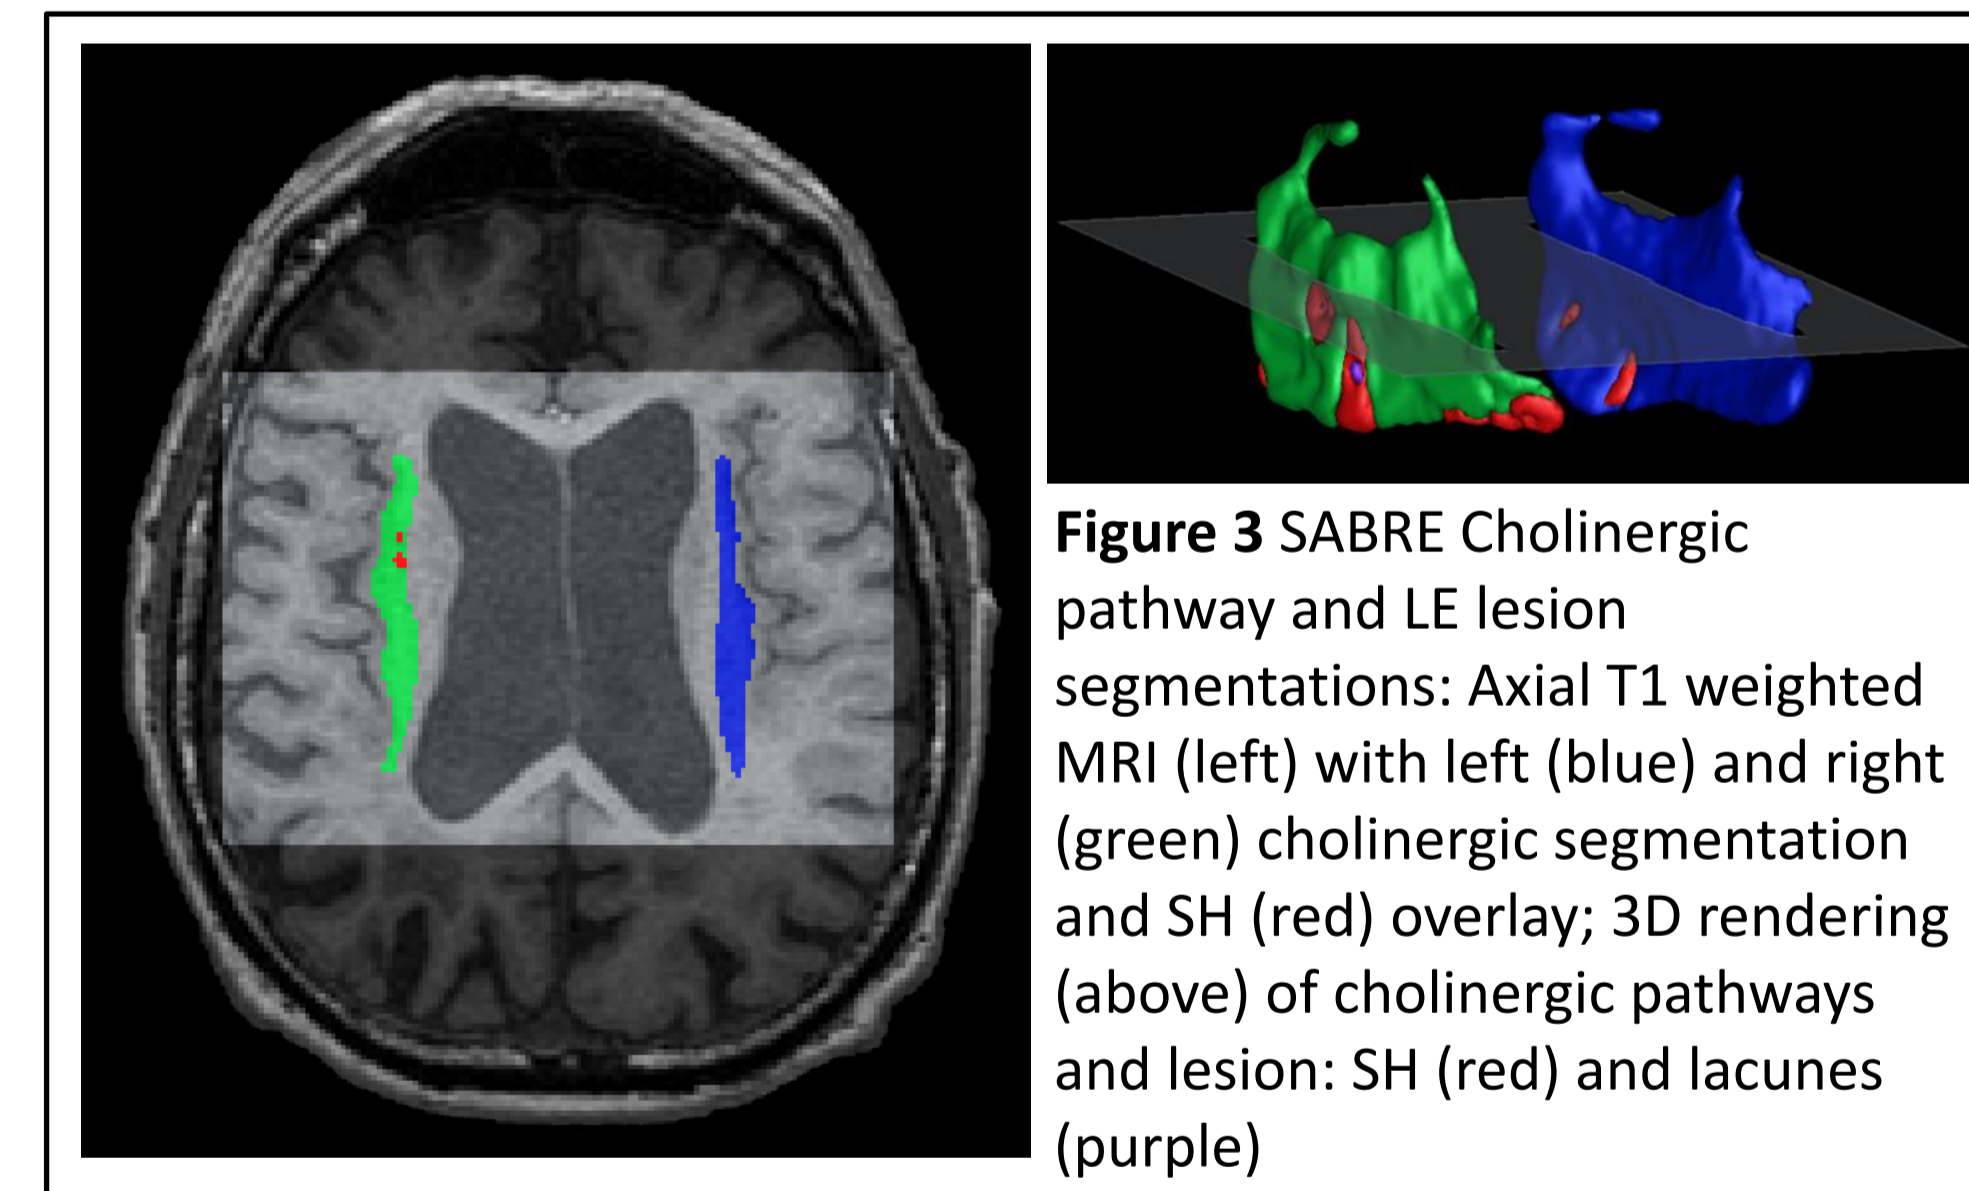 Figure 3 SABRE Cholinergic
pathway and LE lesion
segmentations: Axial T1 weighted
MRI (left) with left (blue) and right
(green) cholinergic segmentation
and SH (red) overlay; 3D rendering
(above) of cholinergic pathways
and lesion: SH (red) and lacunes
(purple)